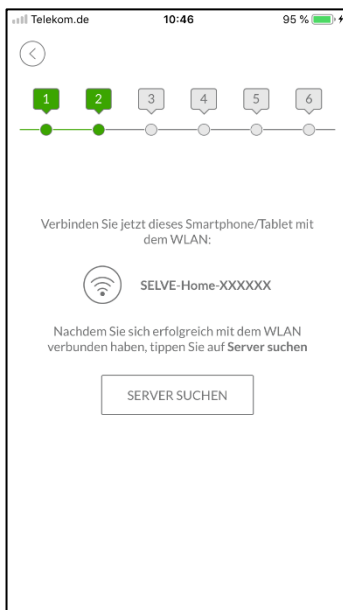 Telekom.de 10:46 95 %
1 2 3 4 5 6
Verbinden Sie jetzt dieses Smartphone/Tablet mit
dem WLAN:
SELVE-Home-XXXXXX
Nachdem Sie sich erfolgreich mit dem WLAN
verbunden haben, tippen Sie auf Server suchen
SERVER SUCHEN